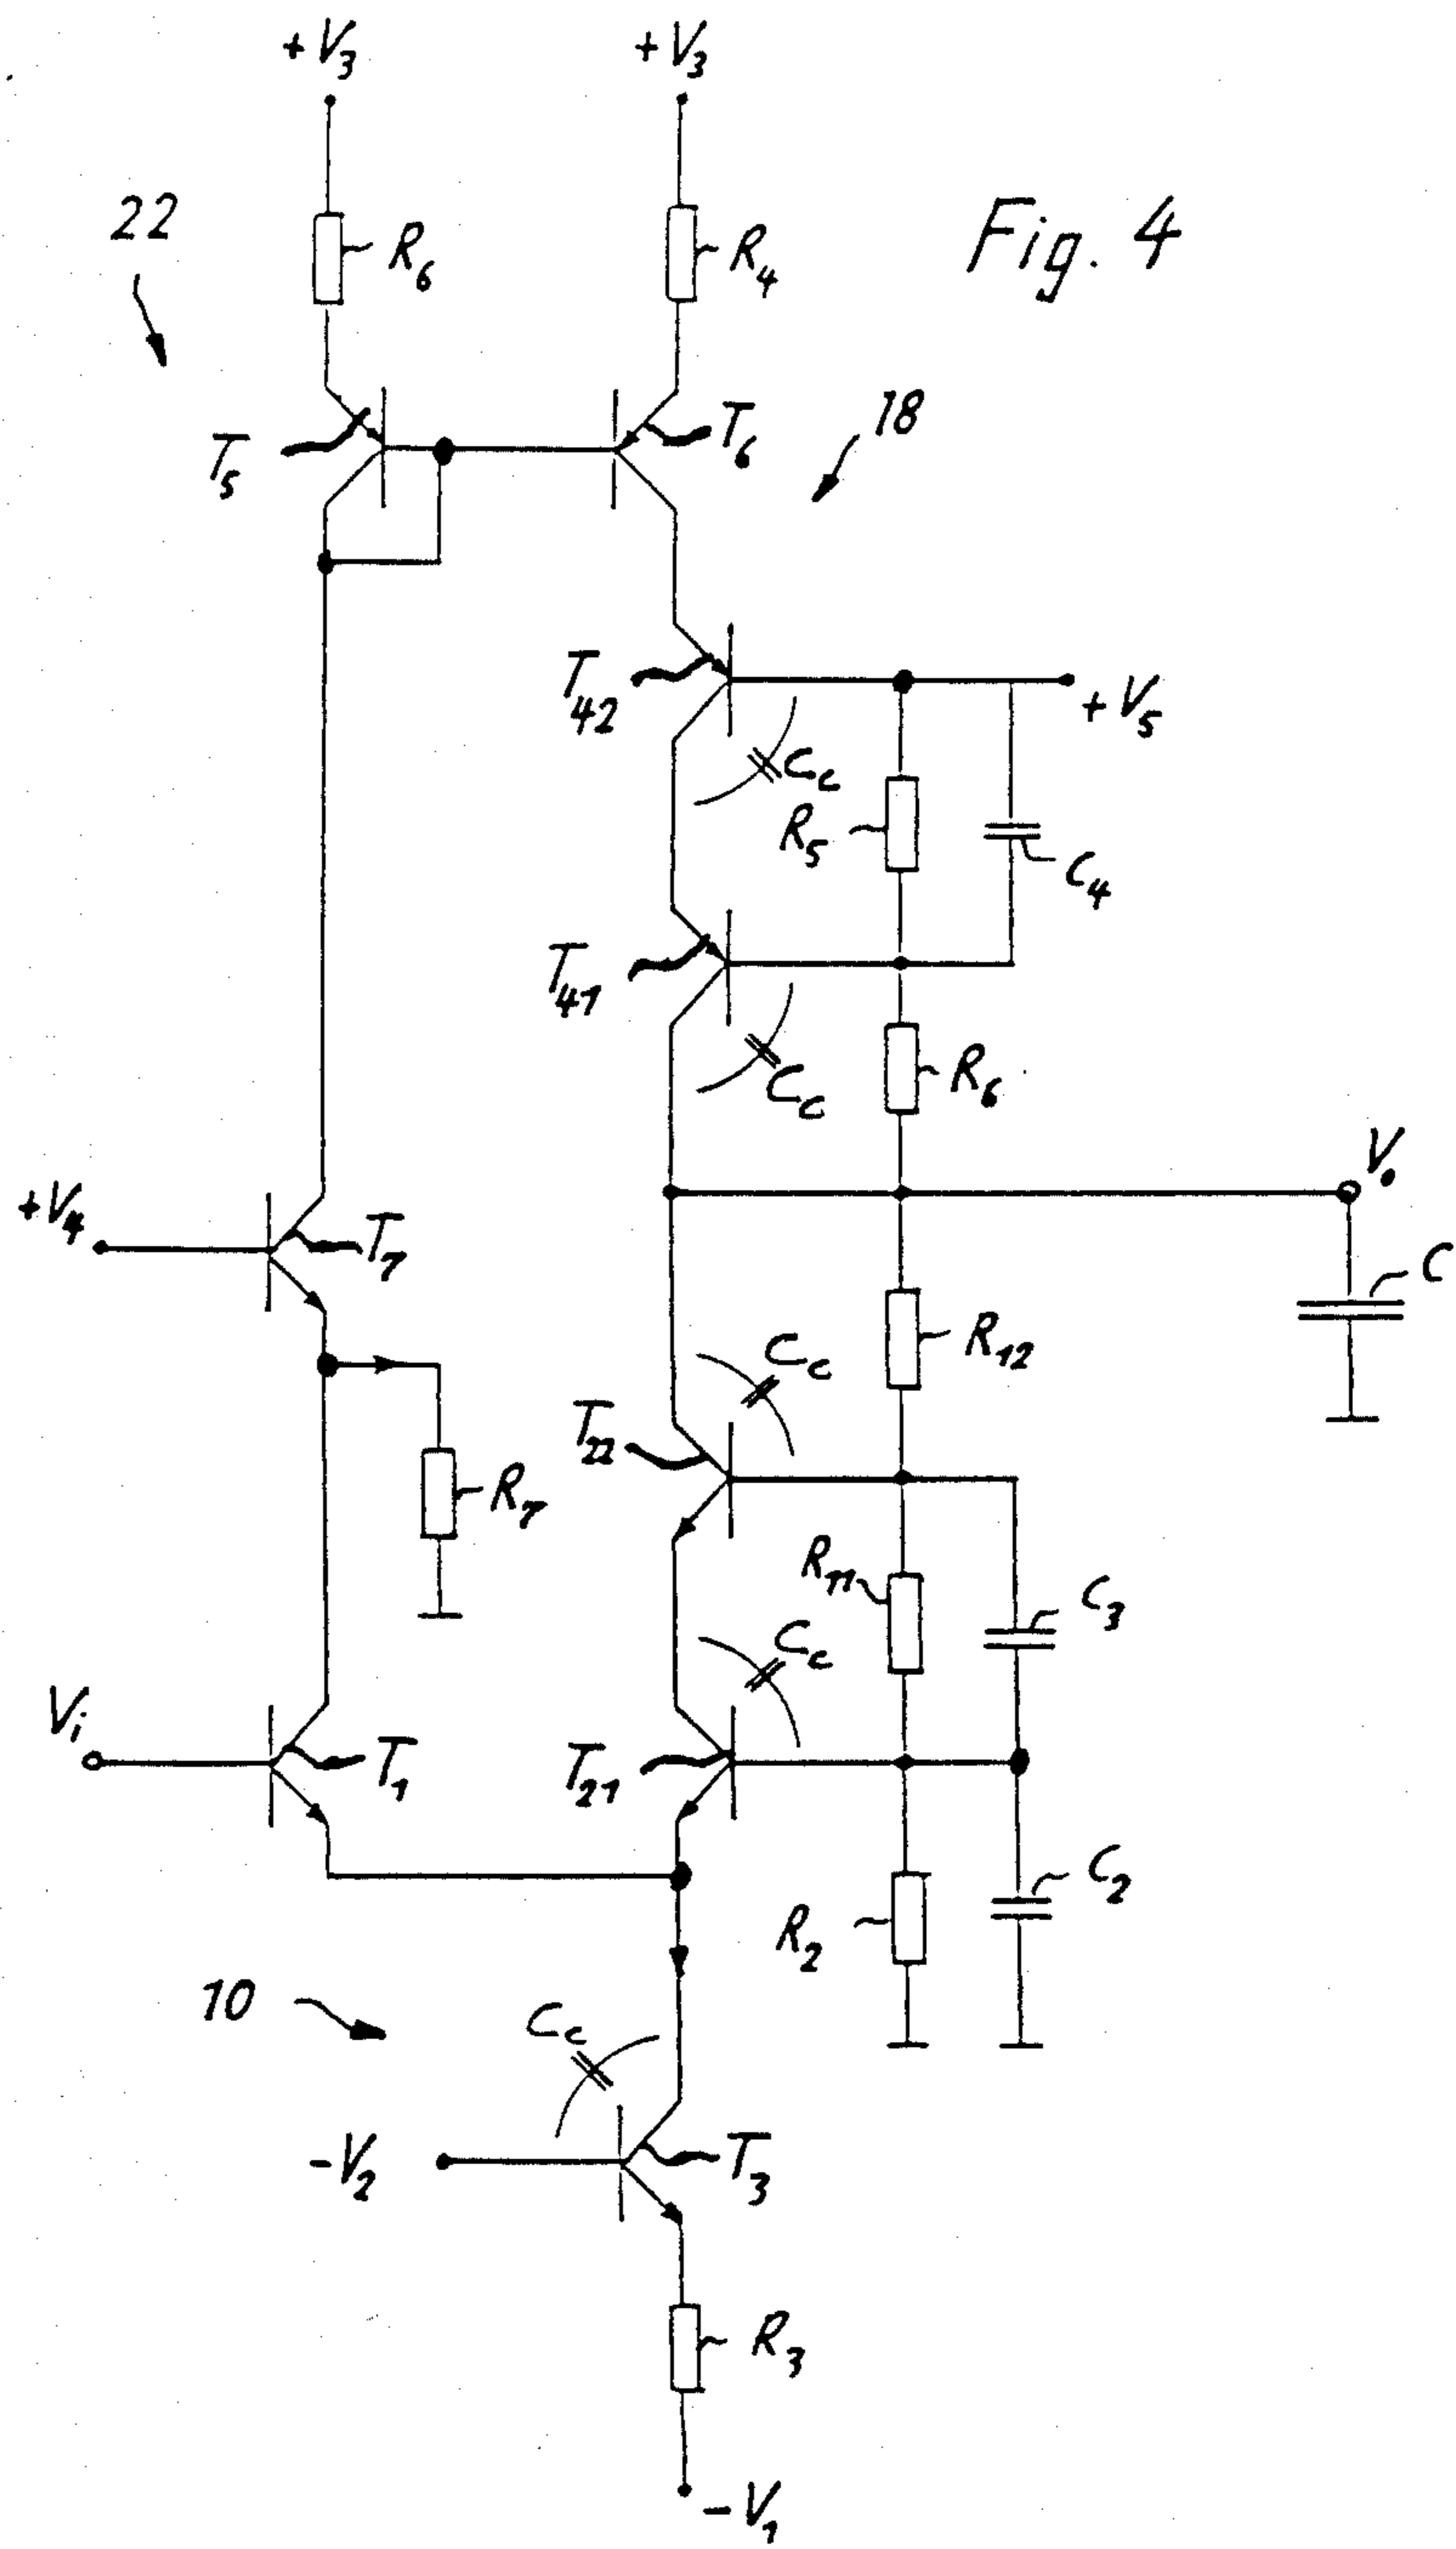 +V3
+V3
22
R6
R4
Fig. 4
T5
T6
18
T42
+V5
Cc
R5
C4
T41
Cc
R6
Vo
+V4
T7
C
R12
Cc
T22
R7
R11
C3
Cc
Vi
T1
T21
C2
R2
10
Cc
-V2
T3
R3
-V1